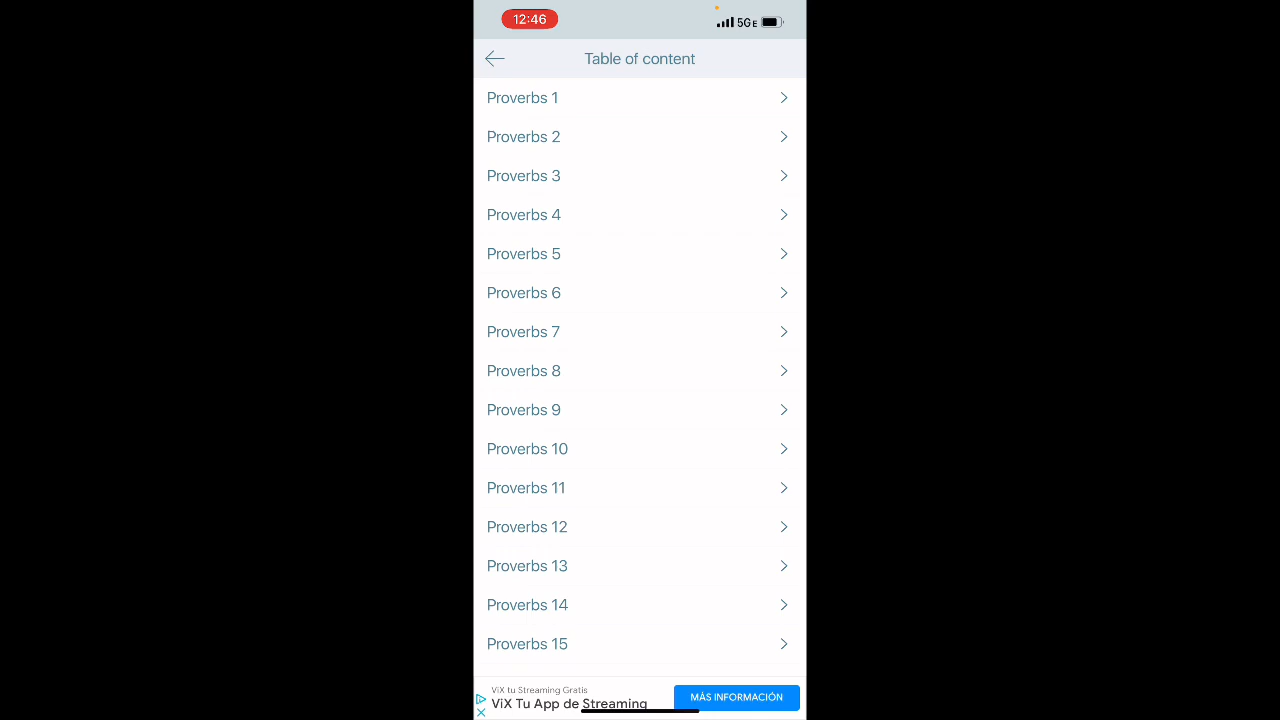 12:46
5GE
Table of content
Proverbs 1
Proverbs 2
Proverbs 3
Proverbs 4
Proverbs 5
Proverbs 6
Proverbs 7
Proverbs 8
Proverbs 9
Proverbs 10
Proverbs 11
Proverbs 12
Proverbs 13
Proverbs 14
Proverbs 15
ViX tu Streaming Gratis
ViX Tu App de Streaming
MÁS INFORMACIÓN